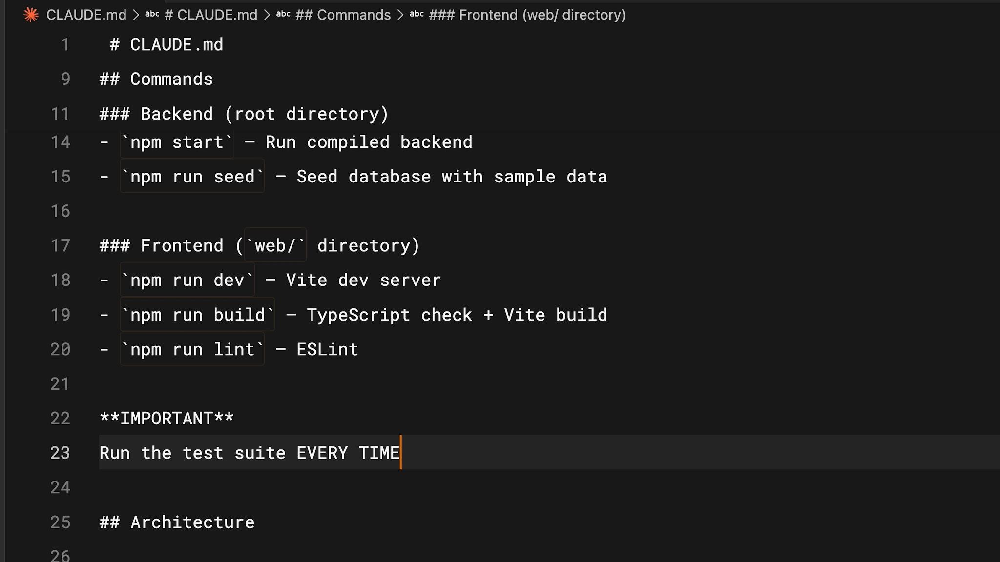 CLAUDE.md > abc # CLAUDE.md > abc ## Commands > abc ### Frontend (web/ directory)
1 # CLAUDE.md
9 ## Commands
11 ### Backend (root directory)
14 - `npm start` — Run compiled backend
15 - `npm run seed` — Seed database with sample data
16
17 ### Frontend (`web/` directory)
18 - `npm run dev` — Vite dev server
19 - `npm run build` — TypeScript check + Vite build
20 - `npm run lint` — ESLint
21
22 **IMPORTANT**
23 Run the test suite EVERY TIME
24
25 ## Architecture
26